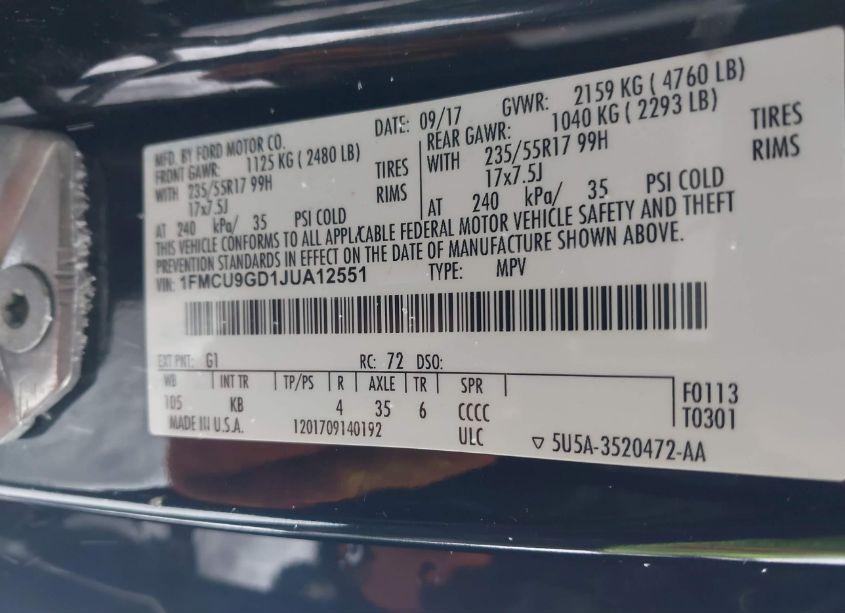 MFD. BY FORD MOTOR CO. DATE: 09/17 GVWR: 2159 KG ( 4760 LB)
FRONT GAWR: 1125 KG ( 2480 LB) REAR GAWR: 1040 KG ( 2293 LB)
WITH 235/55R17 99H TIRES WITH 235/55R17 99H TIRES
17x7.5J RIMS 17x7.5J RIMS
AT 240 kPa/ 35 PSI COLD AT 240 kPa/ 35 PSI COLD
THIS VEHICLE CONFORMS TO ALL APPLICABLE FEDERAL MOTOR VEHICLE SAFETY AND THEFT
PREVENTION STANDARDS IN EFFECT ON THE DATE OF MANUFACTURE SHOWN ABOVE.
VIN: 1FMCU9GD1JUA12551 TYPE: MPV
EXT PNT: G1 RC: 72 DSO:
WB INT TR TP/PS R AXLE TR SPR
105 KB 4 35 6 CCCC
F0113
T0301
MADE IN U.S.A. 1201709140192 ULC ▽ 5U5A-3520472-AA